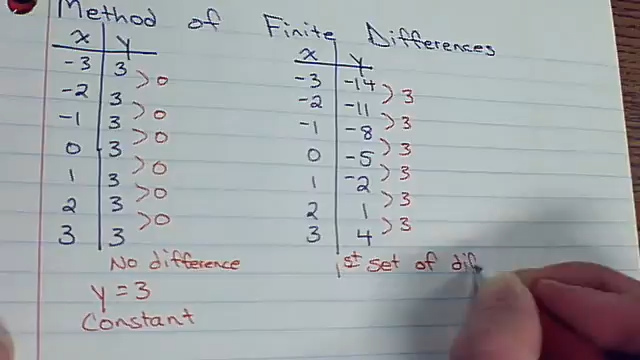 Method of Finite Differences
x y x y
-3 3 -3 -14
>0 >3
-2 3 -2 -11
>0 >3
-1 3 -1 -8
>0 >3
0 3 0 -5
>0 >3
1 3 1 -2
>0 >3
2 3 2 1
>0 >3
3 3 3 4
No difference 1st set of dif
y = 3
Constant